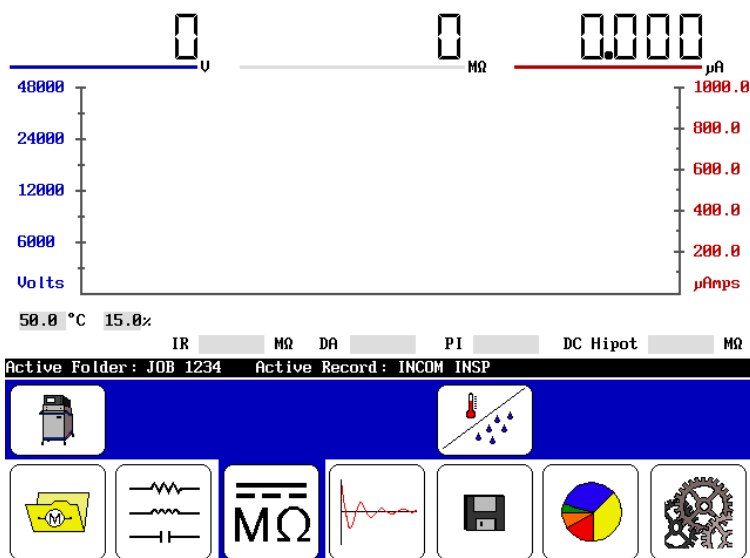 0 V 0 MΩ 0.000 µA
48000 1000.0
24000 800.0
12000 600.0
6000 400.0
Volts 200.0
µAmps
50.0 °C 15.0%
IR MΩ DA PI DC Hipot MΩ
Active Folder: JOB 1234 Active Record: INCOM INSP
M MΩ